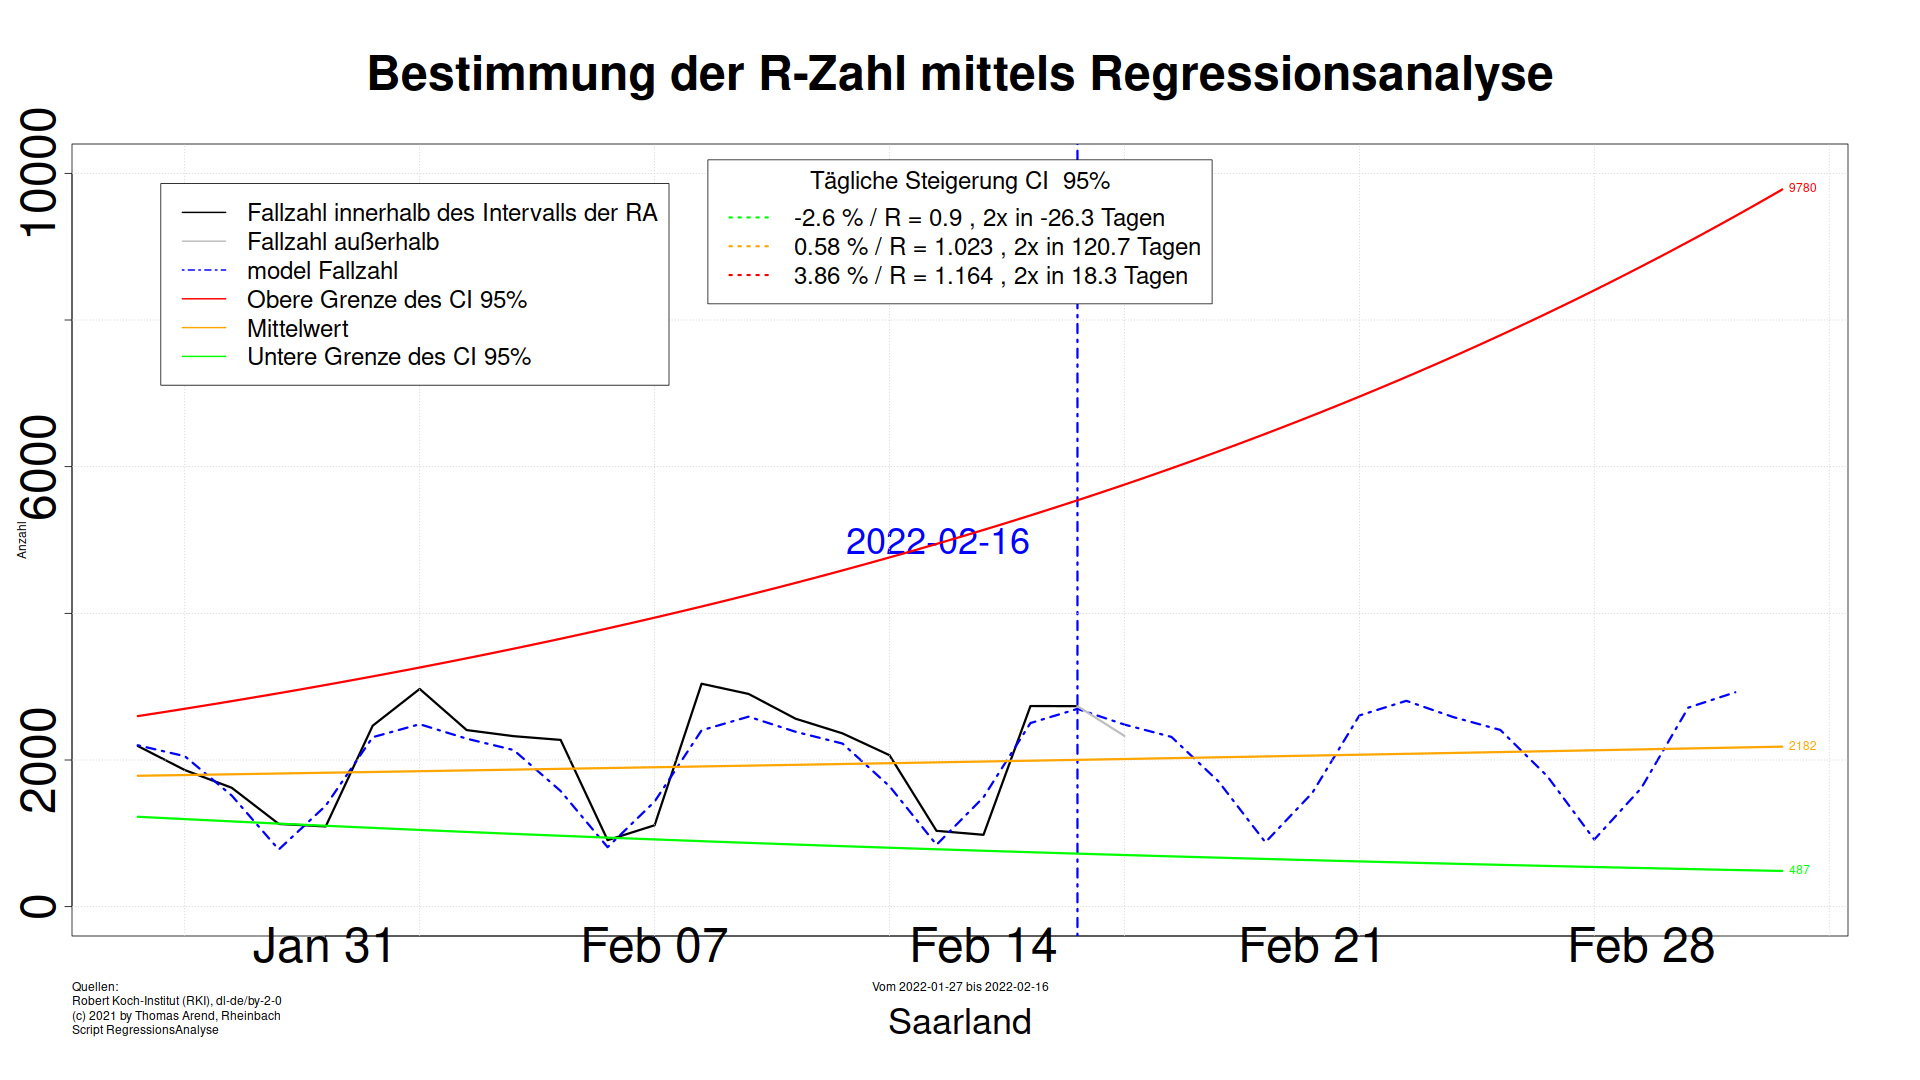 Bestimmung der R-Zahl mittels Regressionsanalyse
10000
6000
2000
0
Anzahl
Fallzahl innerhalb des Intervalls der RA
Fallzahl außerhalb
model Fallzahl
Obere Grenze des CI 95%
Mittelwert
Untere Grenze des CI 95%
Tägliche Steigerung CI  95%
-2.6 % / R = 0.9 , 2x in -26.3 Tagen
0.58 % / R = 1.023 , 2x in 120.7 Tagen
3.86 % / R = 1.164 , 2x in 18.3 Tagen
9780
2022-02-16
2182
487
Jan 31
Feb 07
Feb 14
Feb 21
Feb 28
Quellen:
Robert Koch-Institut (RKI), dl-de/by-2-0
(c) 2021 by Thomas Arend, Rheinbach
Script RegressionsAnalyse
Vom 2022-01-27 bis 2022-02-16
Saarland